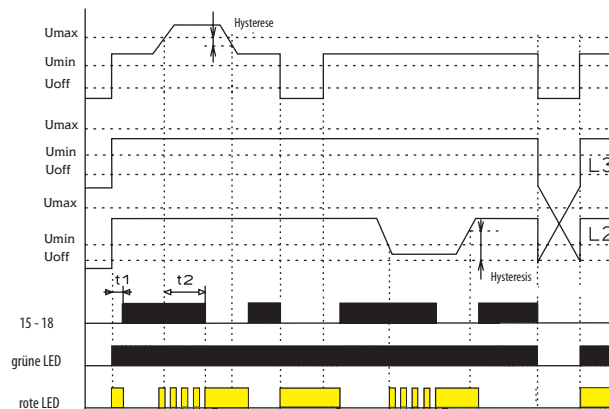 Hysterese
Umax
Umin
Uoff
Umax
Umin
Uoff
L3
Umax
Umin
Uoff
L2
Hysteresis
t1
t2
15 - 18
grüne LED
rote LED